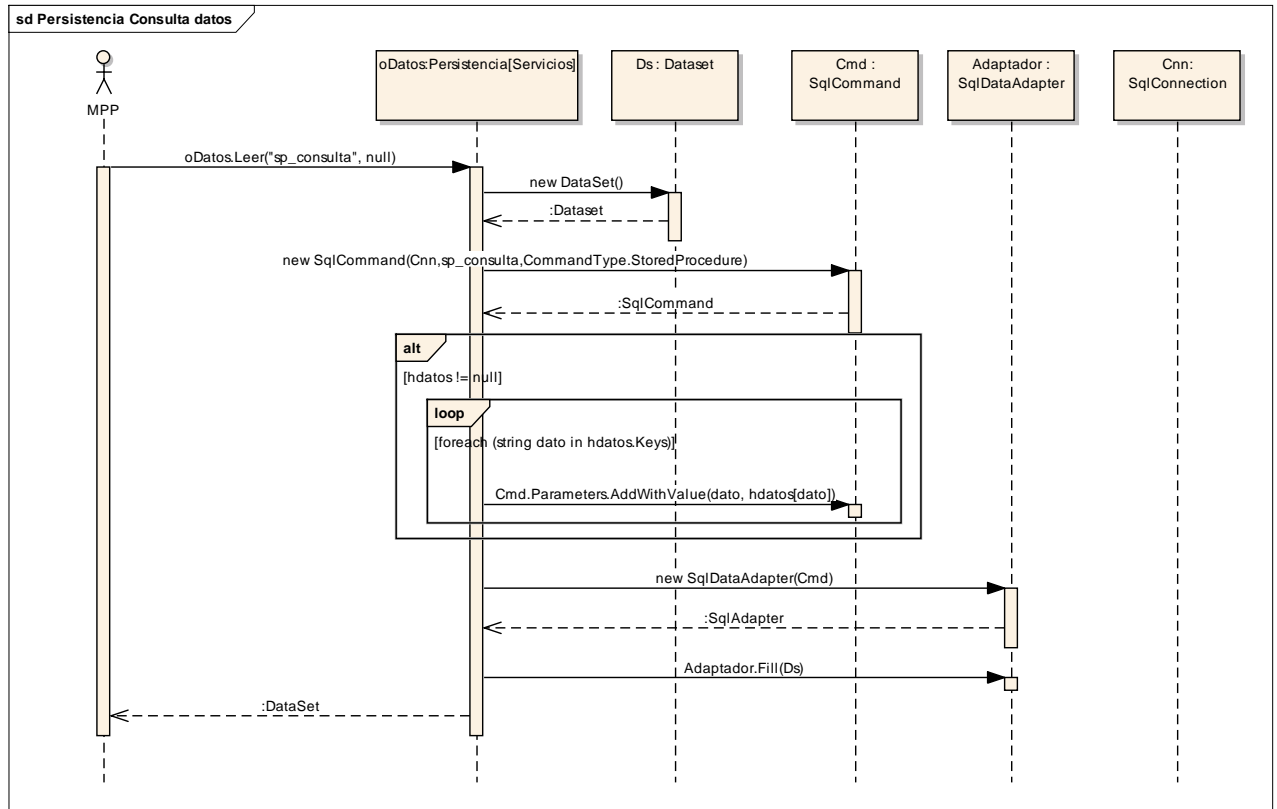 sd Persistencia Consulta datos
MPP
oDatos:Persistencia[Servicios]
Ds : Dataset
Cmd :
SqlCommand
Adaptador :
SqlDataAdapter
Cnn:
SqlConnection
oDatos.Leer("sp_consulta", null)
new DataSet()
:Dataset
new SqlCommand(Cnn,sp_consulta,CommandType.StoredProcedure)
:SqlCommand
alt
[hdatos != null]
loop
[foreach (string dato in hdatos.Keys)]
Cmd.Parameters.AddWithValue(dato, hdatos[dato])
new SqlDataAdapter(Cmd)
:SqlAdapter
Adaptador.Fill(Ds)
:DataSet